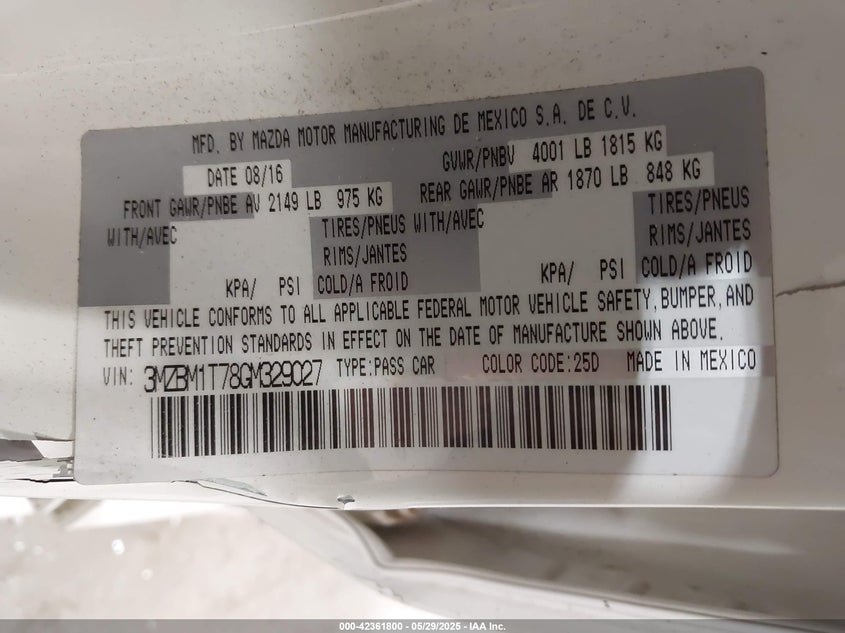 MFD. BY MAZDA MOTOR MANUFACTURING DE MEXICO S.A. DE C.V.
DATE 08/16 GVWR/PNBV 4001 LB 1815 KG
FRONT GAWR/PNBE AV 2149 LB 975 KG REAR GAWR/PNBE AR 1870 LB 848 KG
WITH/AVEC TIRES/PNEUS WITH/AVEC TIRES/PNEUS
RIMS/JANTES RIMS/JANTES
KPA/ PSI COLD/A FROID KPA/ PSI COLD/A FROID
THIS VEHICLE CONFORMS TO ALL APPLICABLE FEDERAL MOTOR VEHICLE SAFETY, BUMPER, AND
THEFT PREVENTION STANDARDS IN EFFECT ON THE DATE OF MANUFACTURE SHOWN ABOVE.
VIN: 3MZBM1T78GM329027 TYPE:PASS CAR COLOR CODE:25D MADE IN MEXICO
000-42361800 - 05/29/2025 - IAA Inc.